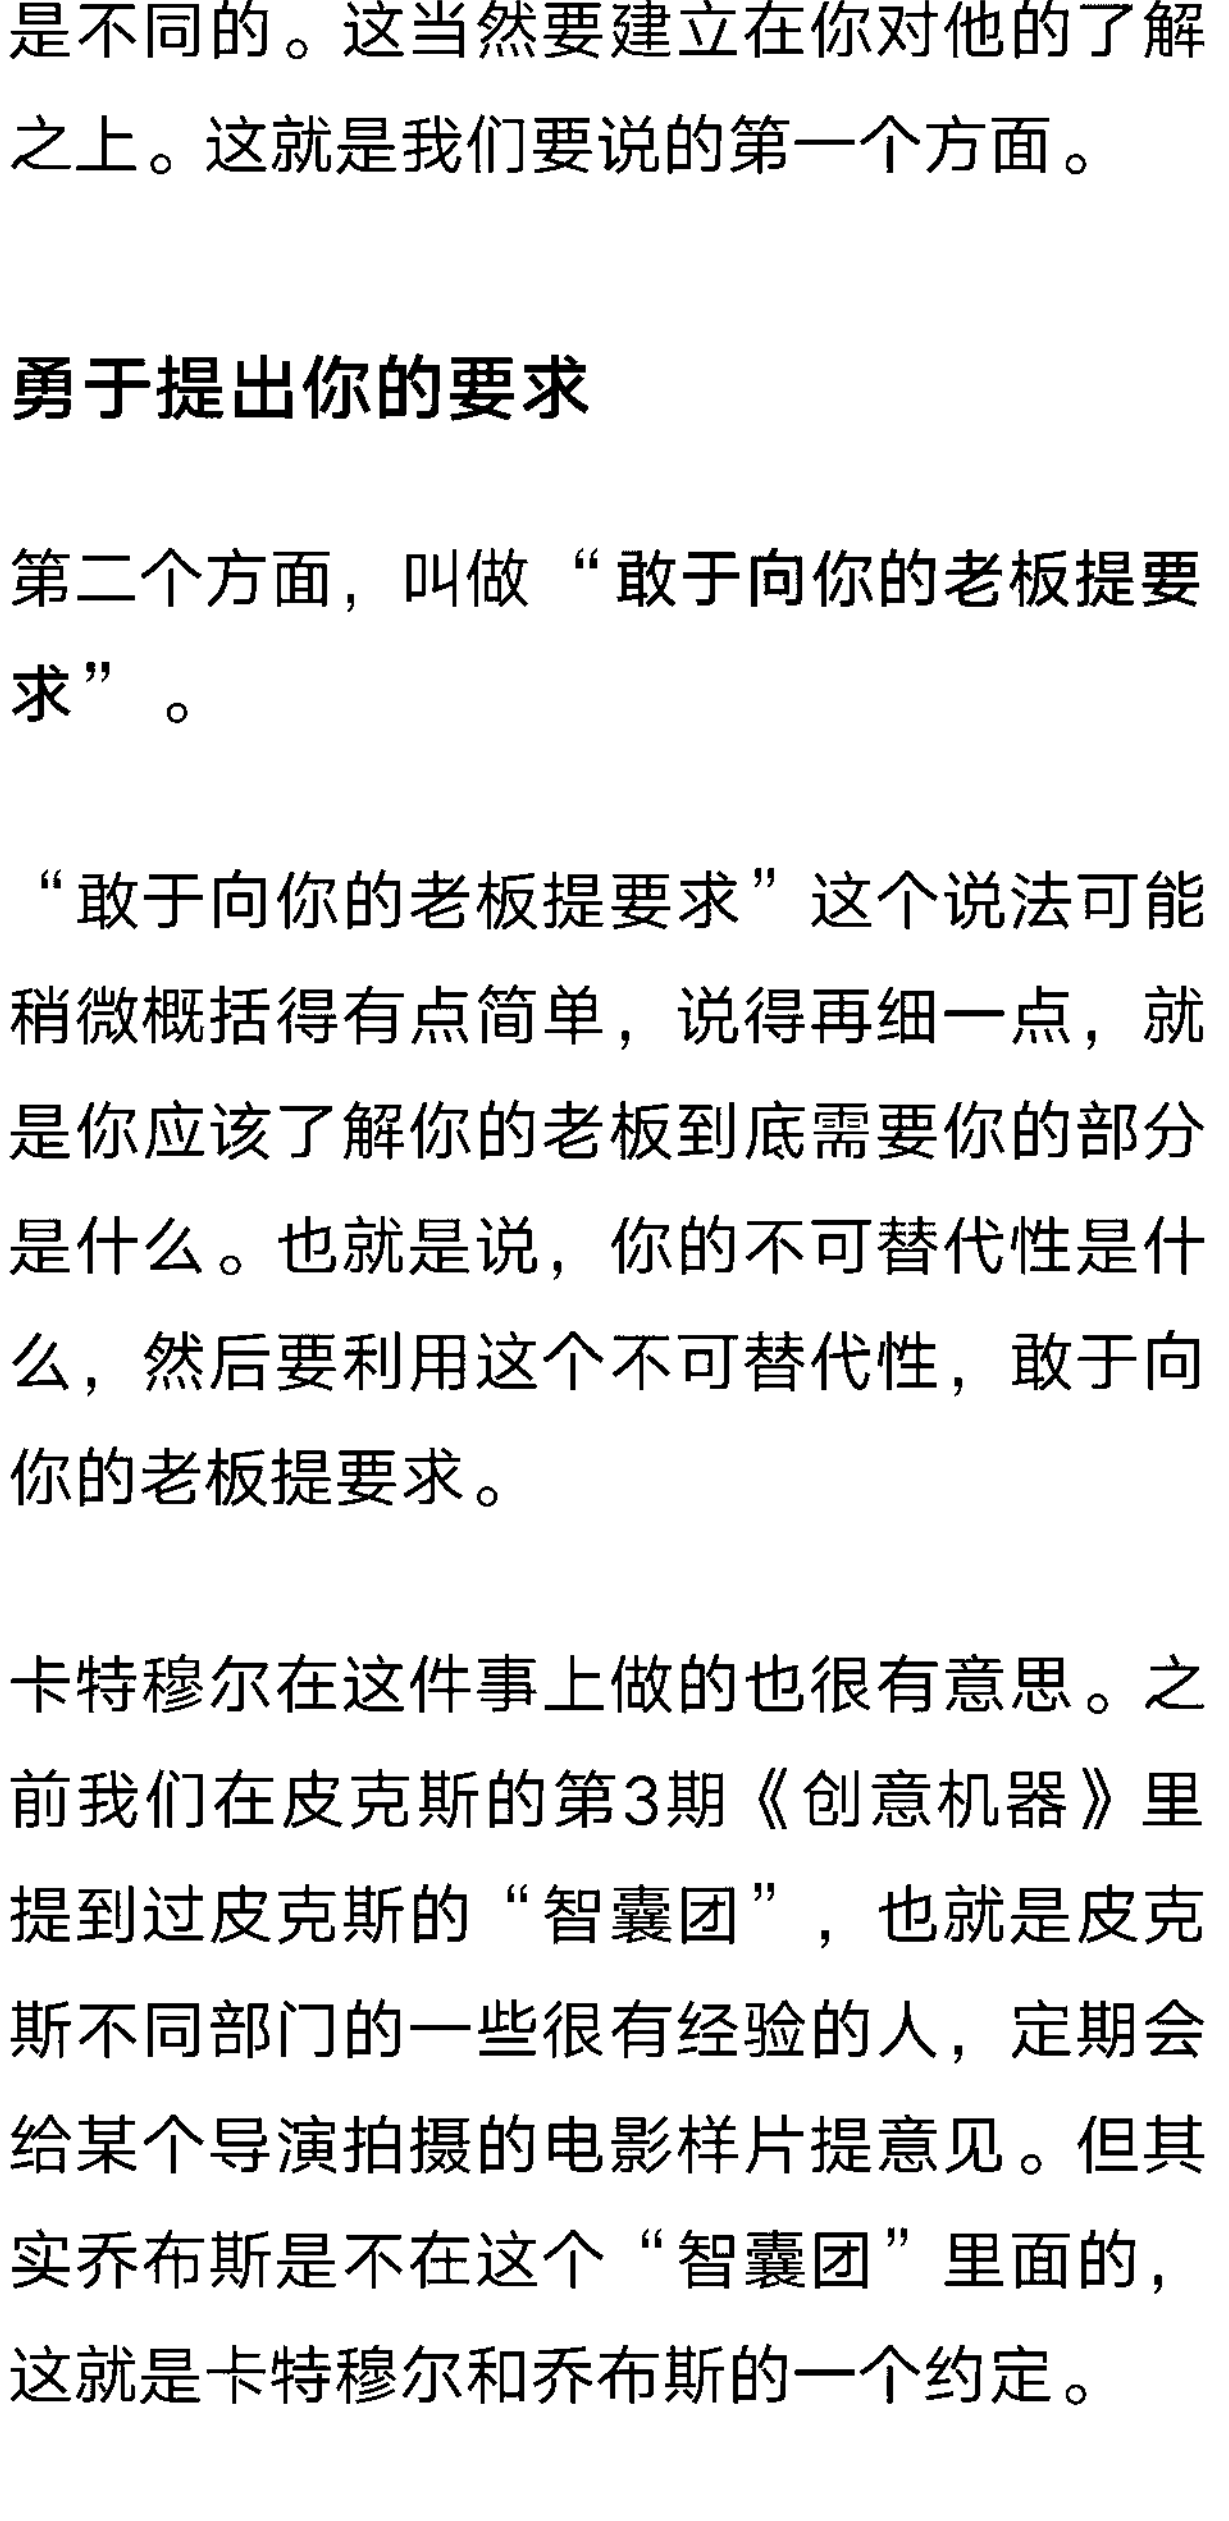 是不同的。这当然要建立在你对他的了解
之上。这就是我们要说的第一个方面。
勇于提出你的要求
第二个方面，叫做“敢于向你的老板提要
求”。
“敢于向你的老板提要求”这个说法可能
稍微概括得有点简单，说得再细一点，就
是你应该了解你的老板到底需要你的部分
是什么。也就是说，你的不可替代性是什
么，然后要利用这个不可替代性，敢于向
你的老板提要求。
卡特穆尔在这件事上做的也很有意思。之
前我们在皮克斯的第3期《创意机器》里
提到过皮克斯的“智囊团”，也就是皮克
斯不同部门的一些很有经验的人，定期会
给某个导演拍摄的电影样片提意见。但其
实乔布斯是不在这个“智囊团”里面的，
这就是卡特穆尔和乔布斯的一个约定。